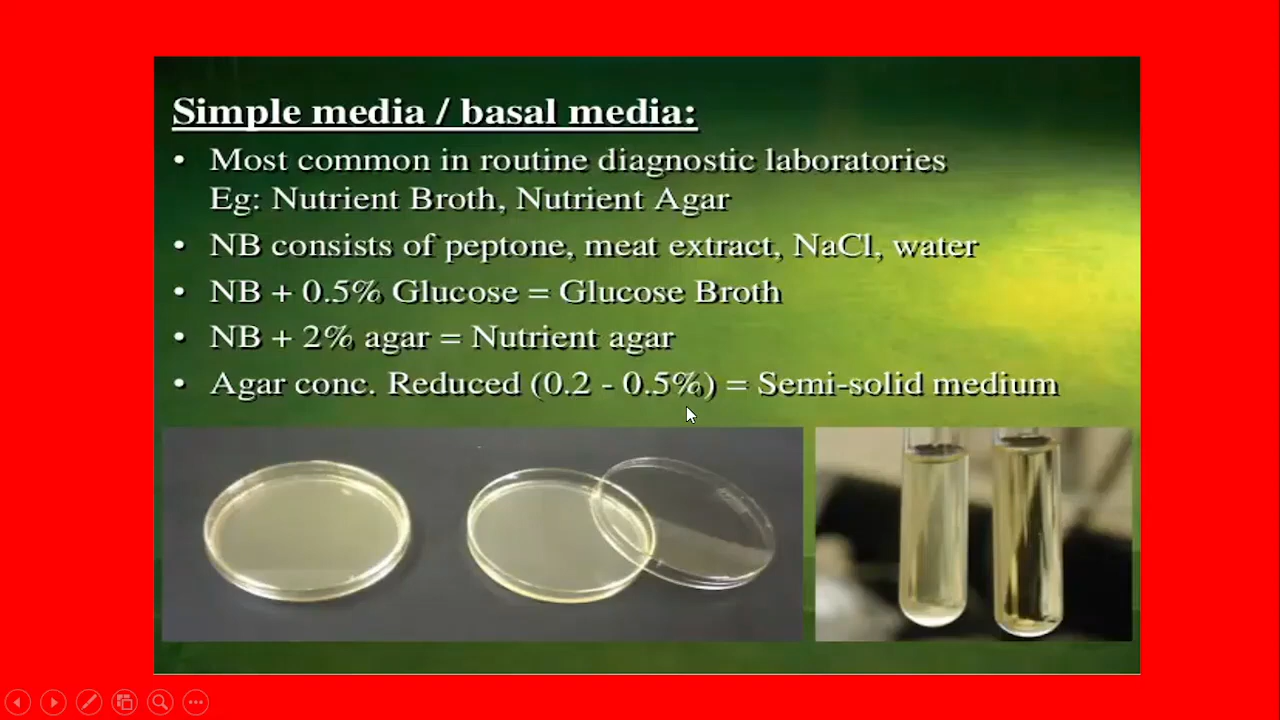 Simple media / basal media:
• Most common in routine diagnostic laboratories
Eg: Nutrient Broth, Nutrient Agar
• NB consists of peptone, meat extract, NaCl, water
• NB + 0.5% Glucose = Glucose Broth
• NB + 2% agar = Nutrient agar
• Agar conc. Reduced (0.2 - 0.5%) = Semi-solid medium